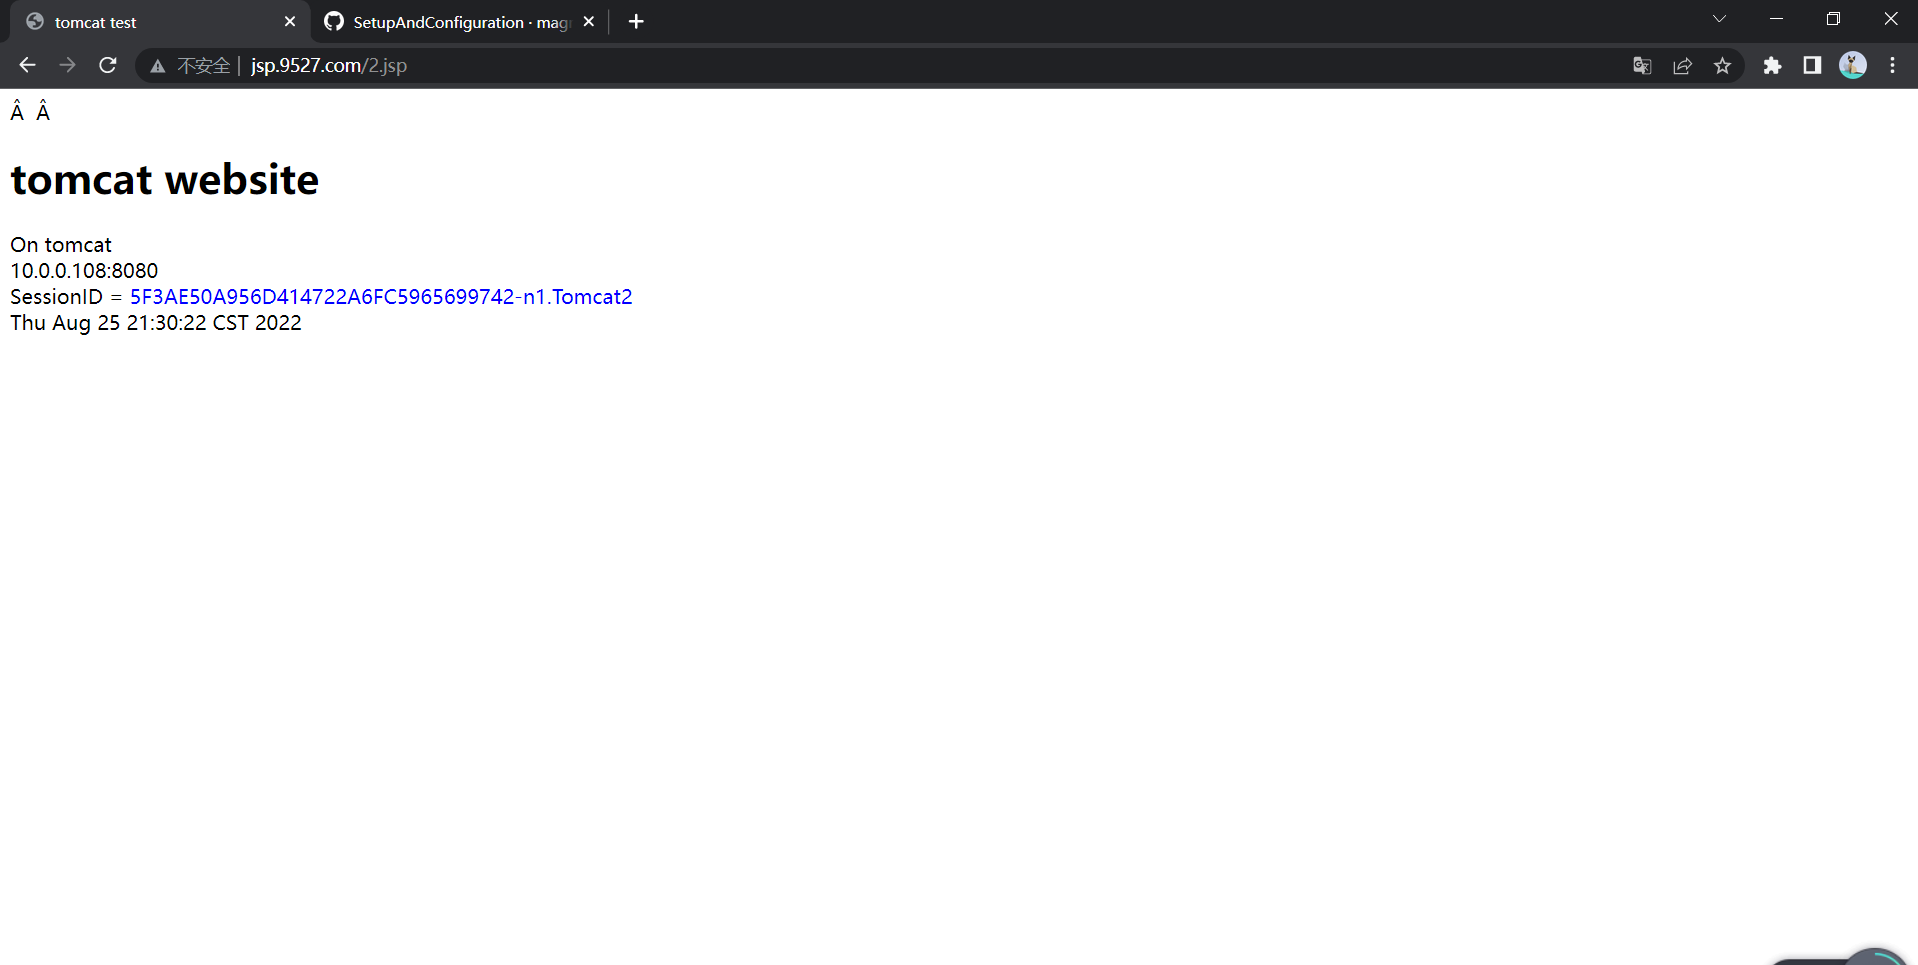 tomcat test
SetupAndConfiguration · mag
不安全 | jsp.9527.com/2.jsp
Â Â
tomcat website
On tomcat
10.0.0.108:8080
SessionID = 5F3AE50A956D414722A6FC5965699742-n1.Tomcat2
Thu Aug 25 21:30:22 CST 2022